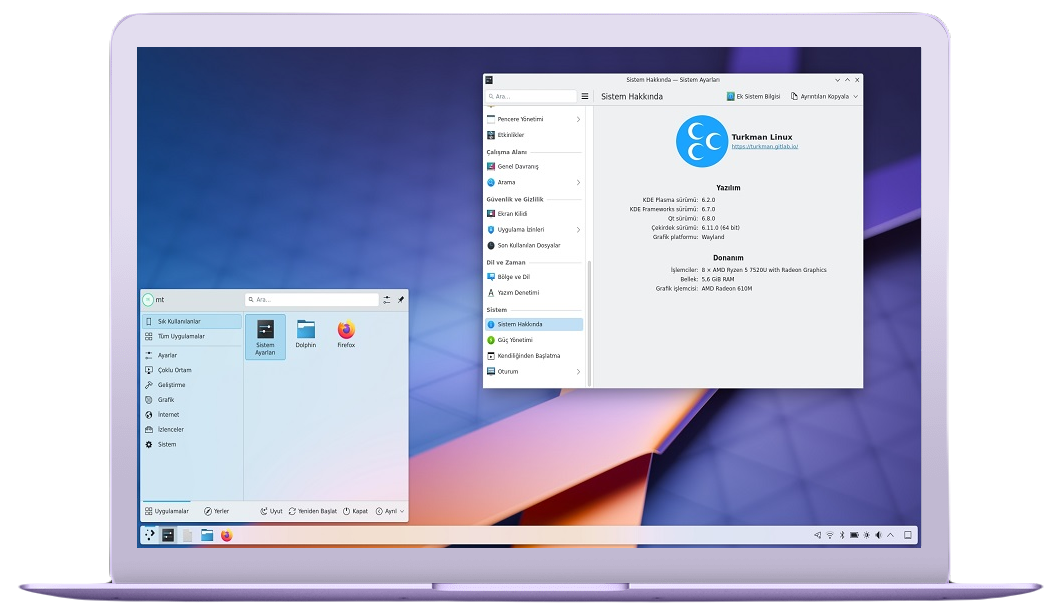 Sistem Hakkında — Sistem Ayarları
Ara...
Sistem Hakkında
Ek Sistem Bilgisi
Ayrıntıları Kopyala
Pencere Yönetimi
Etkinlikler
Çalışma Alanı
Genel Davranış
Arama
Güvenlik ve Gizlilik
Ekran Kilidi
Uygulama İzinleri
Son Kullanılan Dosyalar
Dil ve Zaman
Bölge ve Dil
Yazım Denetimi
Sistem
Sistem Hakkında
Güç Yönetimi
Kendiliğinden Başlatma
Oturum
Turkman Linux
https://turkman.gitlab.io/
Yazılım
KDE Plasma sürümü: 6.2.0
KDE Frameworks sürümü: 6.7.0
Qt sürümü: 6.8.0
Çekirdek sürümü: 6.11.0 (64 bit)
Grafik platformu: Wayland
Donanım
İşlemciler: 8 × AMD Ryzen 5 7520U with Radeon Graphics
Bellek: 5,6 GiB RAM
Grafik işlemcisi: AMD Radeon 610M
mt
Ara...
Sık Kullanılanlar
Tüm Uygulamalar
Ayarlar
Çoklu Ortam
Geliştirme
Grafik
İnternet
İzlenceler
Sistem
Sistem
Ayarları
Dolphin
Firefox
Uygulamalar
Yerler
Uyut
Yeniden Başlat
Kapat
Ayrıl